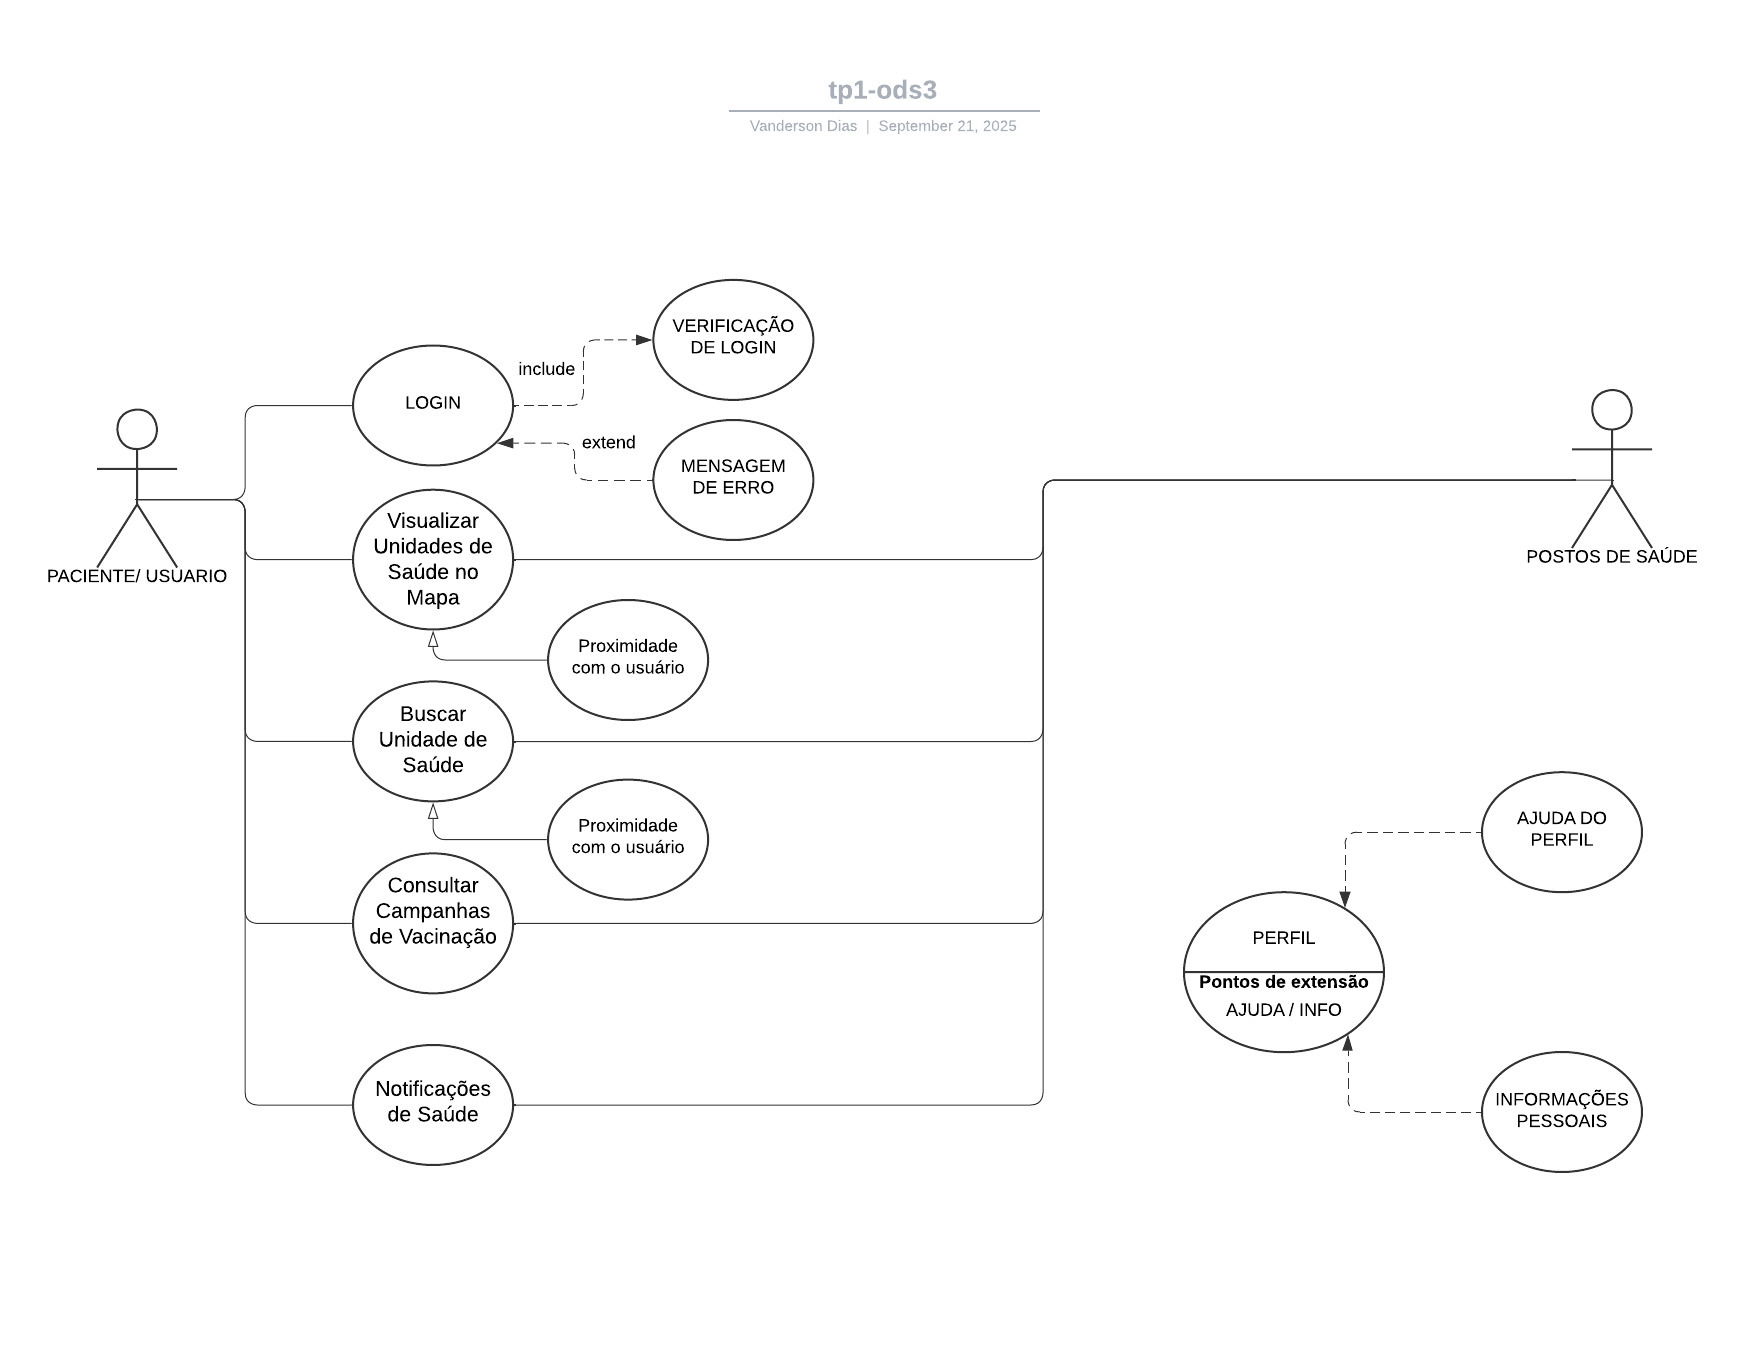 tp1-ods3
Vanderson Dias | September 21, 2025
VERIFICAÇÃO
DE LOGIN
include
LOGIN
extend
MENSAGEM
DE ERRO
PACIENTE/ USUARIO
POSTOS DE SAÚDE
Visualizar
Unidades de
Saúde no
Mapa
Proximidade
com o usuário
Buscar
Unidade de
Saúde
Proximidade
com o usuário
AJUDA DO
PERFIL
Consultar
Campanhas
de Vacinação
PERFIL
Pontos de extensão
AJUDA / INFO
Notificações
de Saúde
INFORMAÇÕES
PESSOAIS